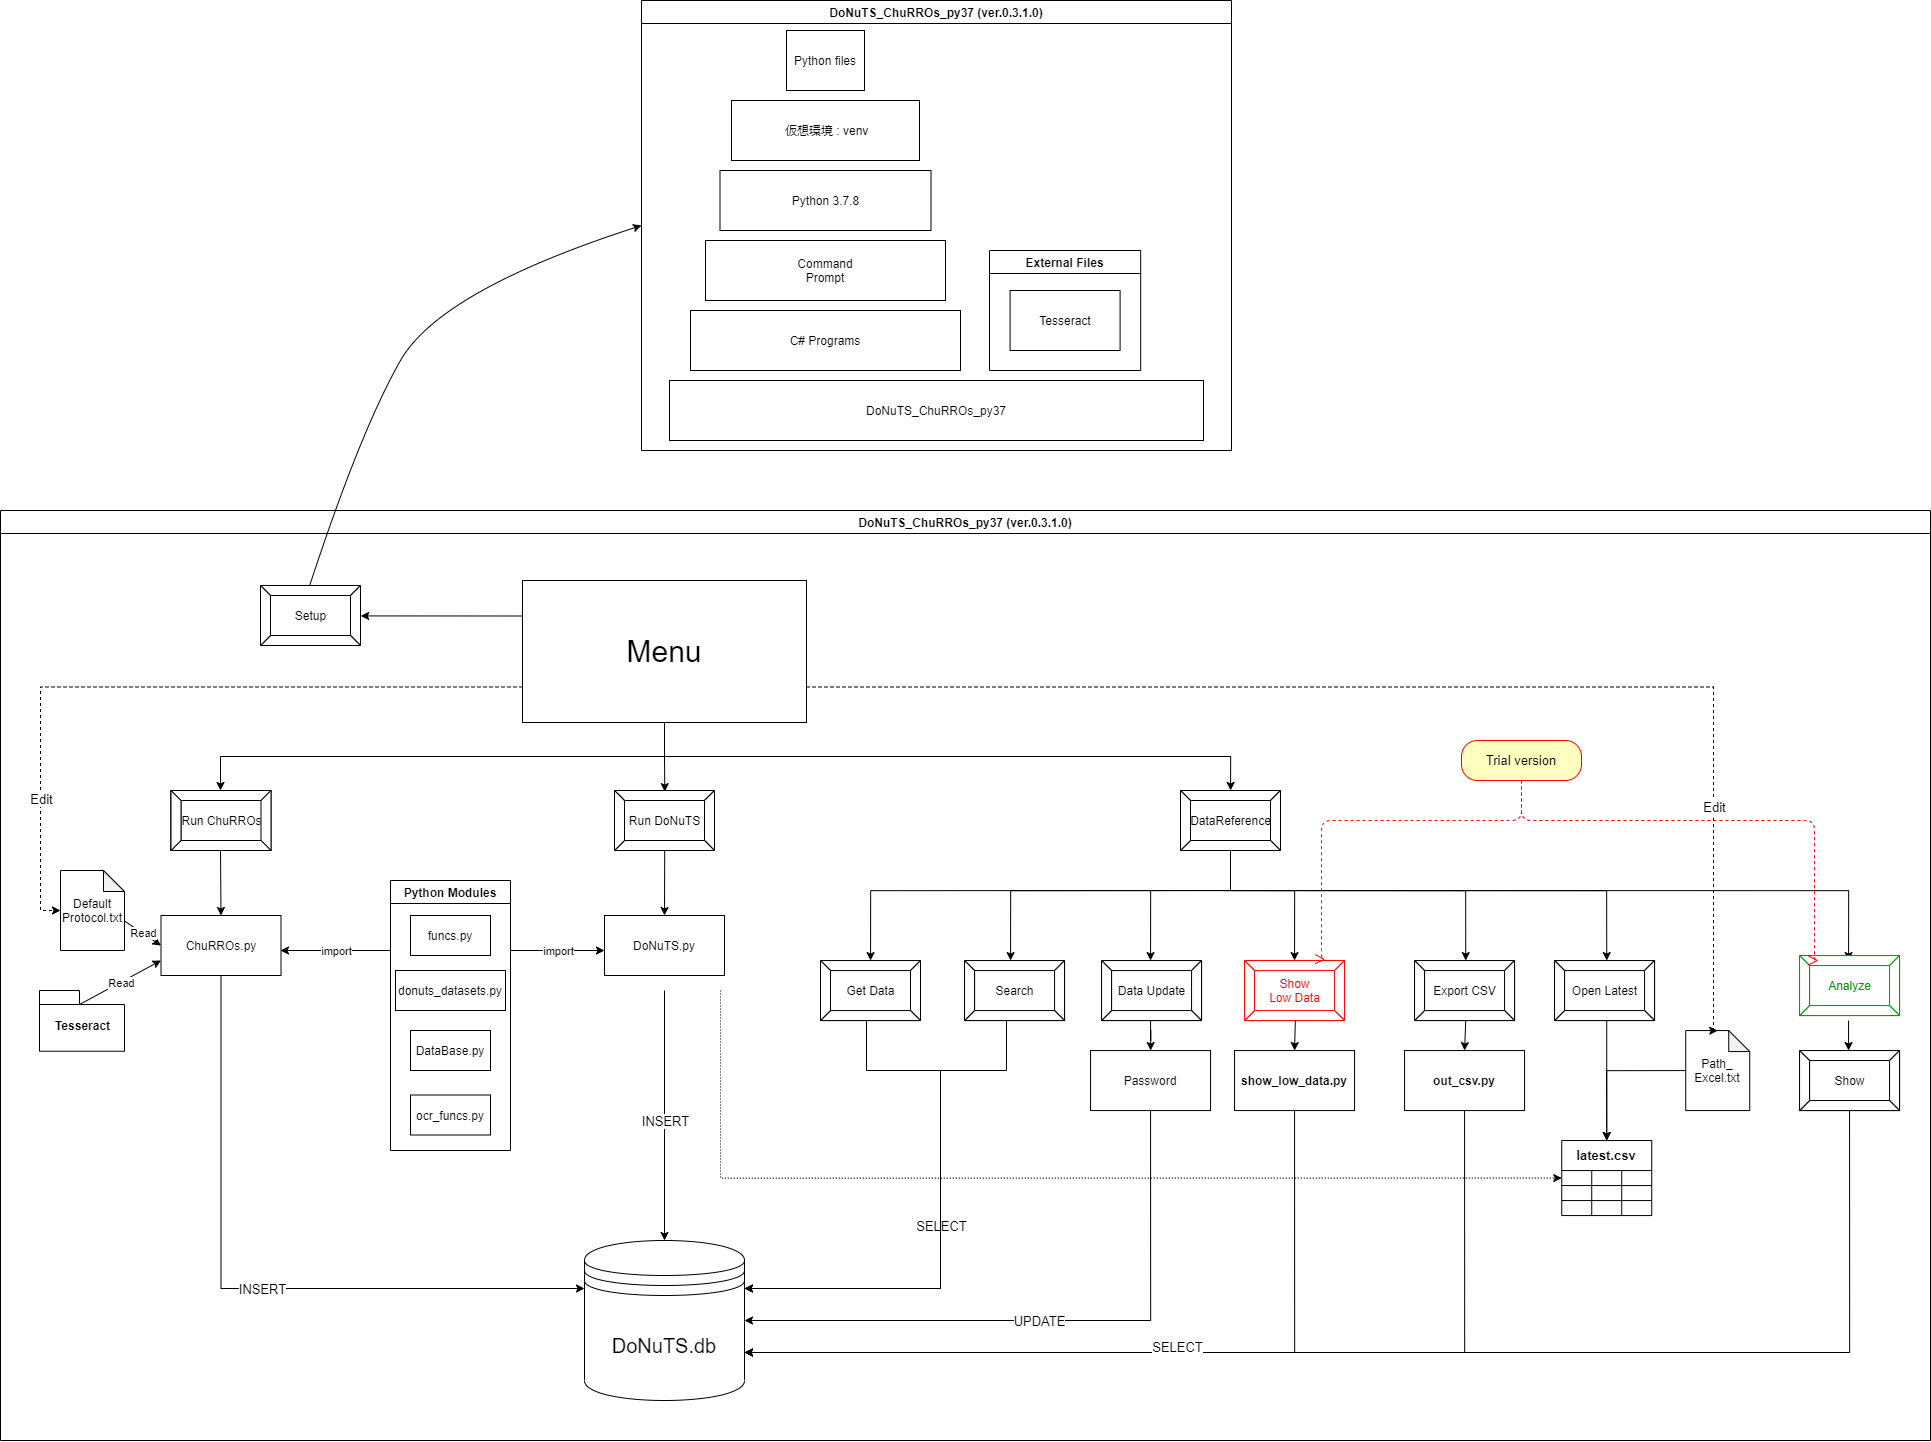 DoNuTS_ChuRROs_py37 (ver.0.3.1.0)
Python files
仮想環境 : venv
Python 3.7.8
Command
Prompt
External Files
Tesseract
C# Programs
DoNuTS_ChuRROs_py37
DoNuTS_ChuRROs_py37 (ver.0.3.1.0)
Setup
Menu
Trial version
Edit
Edit
Run ChuRROs
Run DoNuTS
DataReference
Default
Protocol.txt
Read
Read
Tesseract
ChuRROs.py
import
Python Modules
funcs.py
donuts_datasets.py
DataBase.py
ocr_funcs.py
import
DoNuTS.py
Get Data
Search
Data Update
Show
Low Data
Export CSV
Open Latest
Analyze
Password
show_low_data.py
out_csv.py
Path_
Excel.txt
Show
INSERT
latest.csv
SELECT
INSERT
UPDATE
SELECT
DoNuTS.db